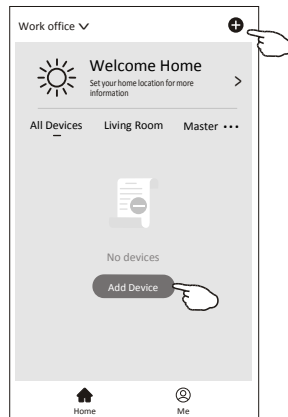 Work office
Welcome Home
Set your home location for more
information
All Devices Living Room Master
No devices
Add Device
Home Me